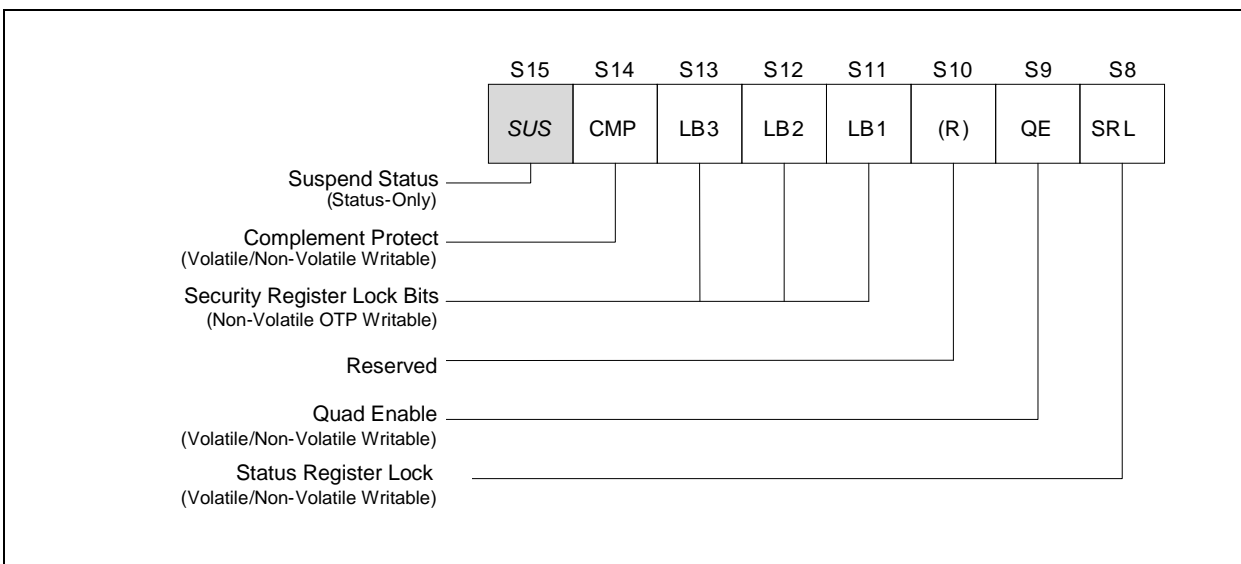 S15 S14 S13 S12 S11 S10 S9 S8
SUS CMP LB3 LB2 LB1 (R) QE SRL
Suspend Status
(Status-Only)
Complement Protect
(Volatile/Non-Volatile Writable)
Security Register Lock Bits
(Non-Volatile OTP Writable)
Reserved
Quad Enable
(Volatile/Non-Volatile Writable)
Status Register Lock
(Volatile/Non-Volatile Writable)